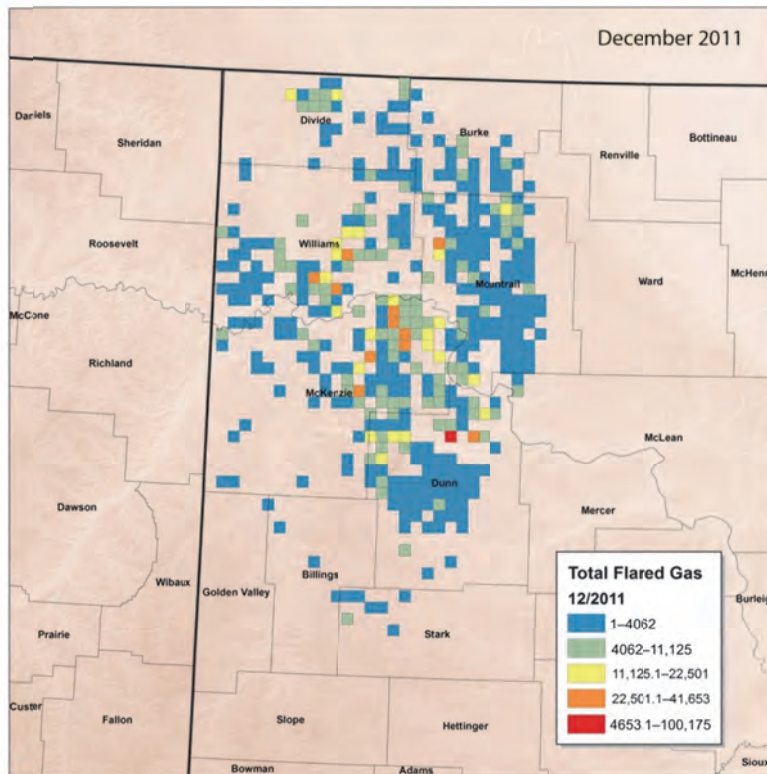 December 2011
Daniels
Sheridan
Divide
Burke
Renville
Bottineau
Roosevelt
Williams
Mountrail
Ward
McHenr
McCone
Richland
McKenzie
McLean
Dawson
Dunn
Mercer
Wibaux
Golden Valley
Billings
Stark
Burleig
Prairie
Custer
Fallon
Slope
Hettinger
Bowman
Adams
Sioux
Total Flared Gas
12/2011
1–4062
4062–11,125
11,125.1–22,501
22,501.1–41,653
4653.1–100,175